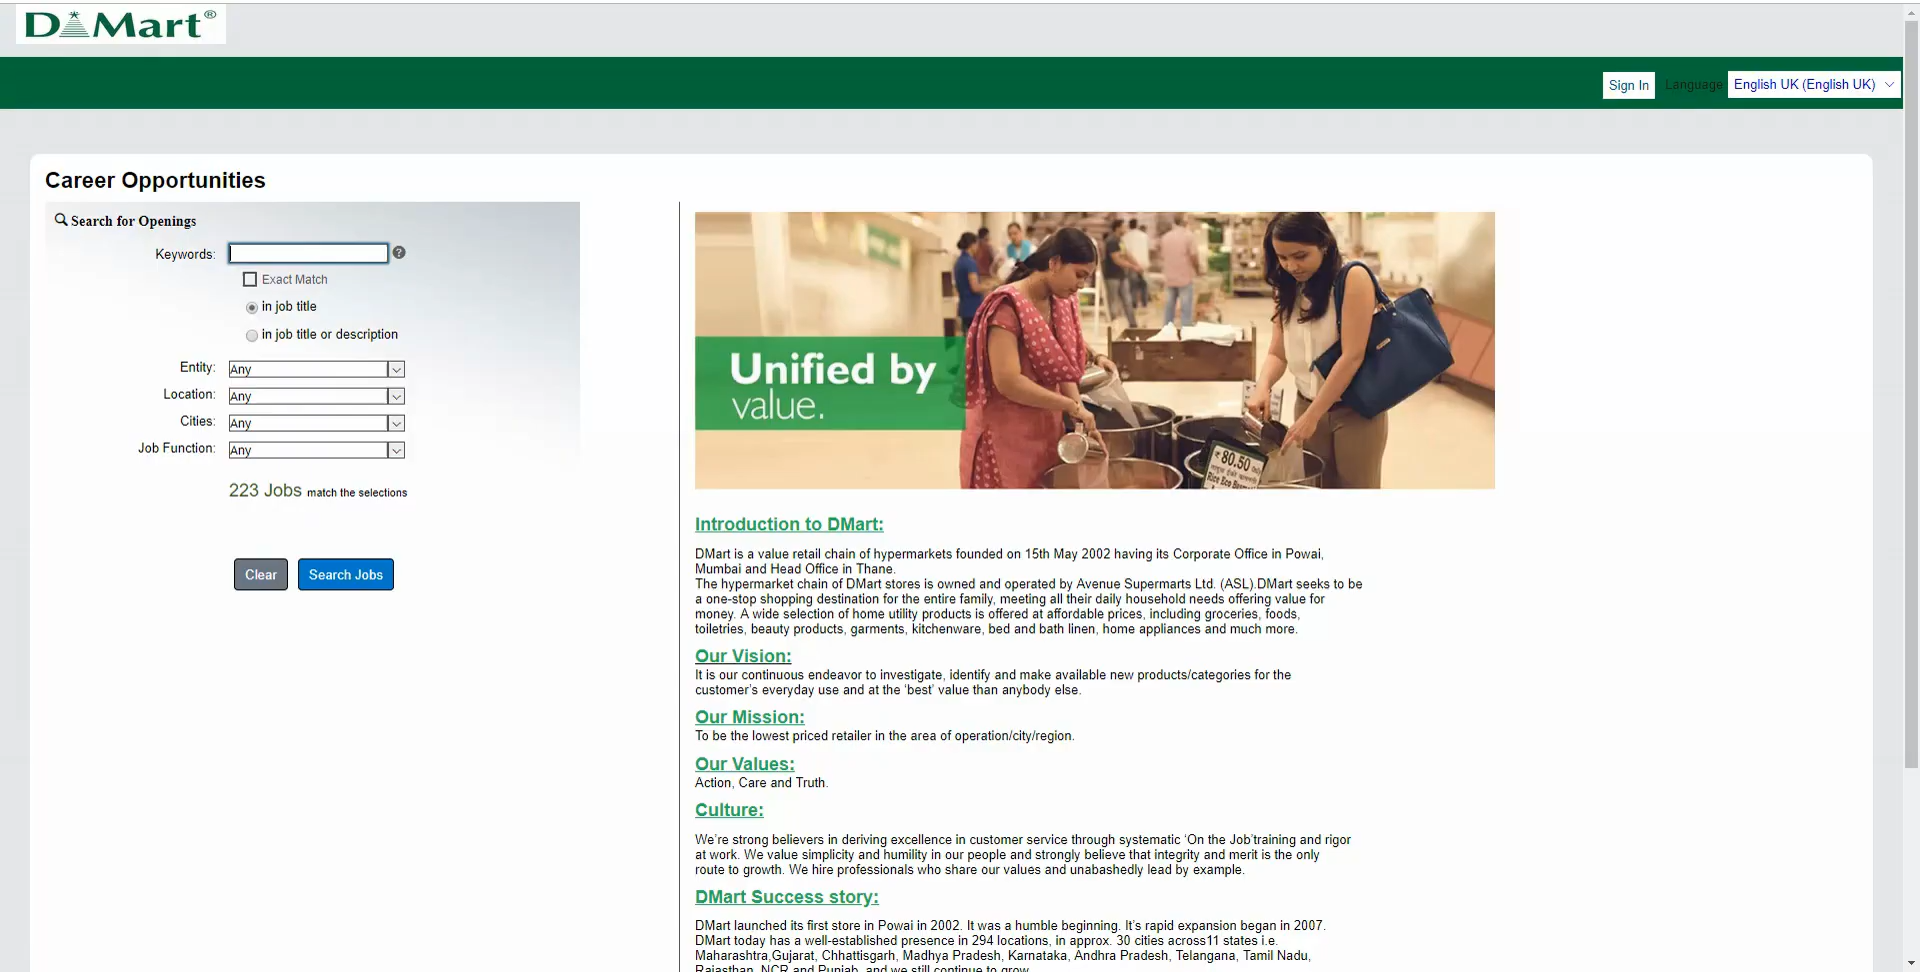 D Mart®
Sign In Language English UK (English UK)
Career Opportunities
Search for Openings
Keywords:
Exact Match
in job title
in job title or description
Entity: Any
Location: Any
Cities: Any
Job Function: Any
223 Jobs match the selections
Clear Search Jobs
Unified by
value.
80.50
Introduction to DMart:
DMart is a value retail chain of hypermarkets founded on 15th May 2002 having its Corporate Office in Powai,
Mumbai and Head Office in Thane.
The hypermarket chain of DMart stores is owned and operated by Avenue Supermarts Ltd. (ASL).DMart seeks to be
a one-stop shopping destination for the entire family, meeting all their daily household needs offering value for
money. A wide selection of home utility products is offered at affordable prices, including groceries, foods,
toiletries, beauty products, garments, kitchenware, bed and bath linen, home appliances and much more.
Our Vision:
It is our continuous endeavor to investigate, identify and make available new products/categories for the
customer's everyday use and at the ‘best’ value than anybody else.
Our Mission:
To be the lowest priced retailer in the area of operation/city/region.
Our Values:
Action, Care and Truth.
Culture:
We’re strong believers in deriving excellence in customer service through systematic ‘On the Job’training and rigor
at work. We value simplicity and humility in our people and strongly believe that integrity and merit is the only
route to growth. We hire professionals who share our values and unabashedly lead by example.
DMart Success story:
DMart launched its first store in Powai in 2002. It was a humble beginning. It’s rapid expansion began in 2007.
DMart today has a well-established presence in 294 locations, in approx. 30 cities across11 states i.e.
Maharashtra,Gujarat, Chhattisgarh, Madhya Pradesh, Karnataka, Andhra Pradesh, Telangana, Tamil Nadu,
Rajasthan, NCR and Punjab, and we still continue to grow.